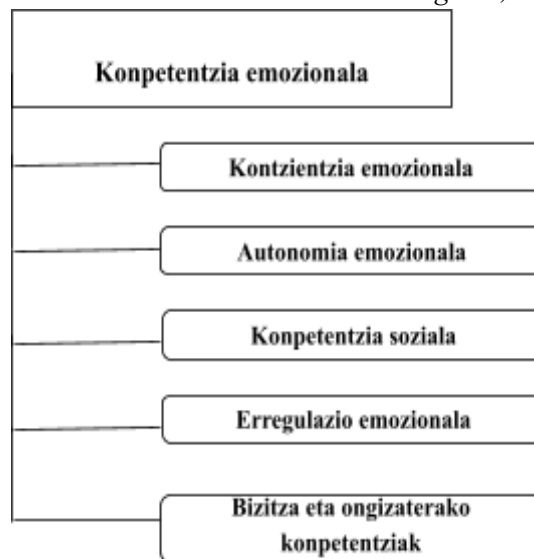 Konpetentzia emozionala
Kontzientzia emozionala
Autonomia emozionala
Konpetentzia soziala
Erregulazio emozionala
Bizitza eta ongizaterako
konpetentziak